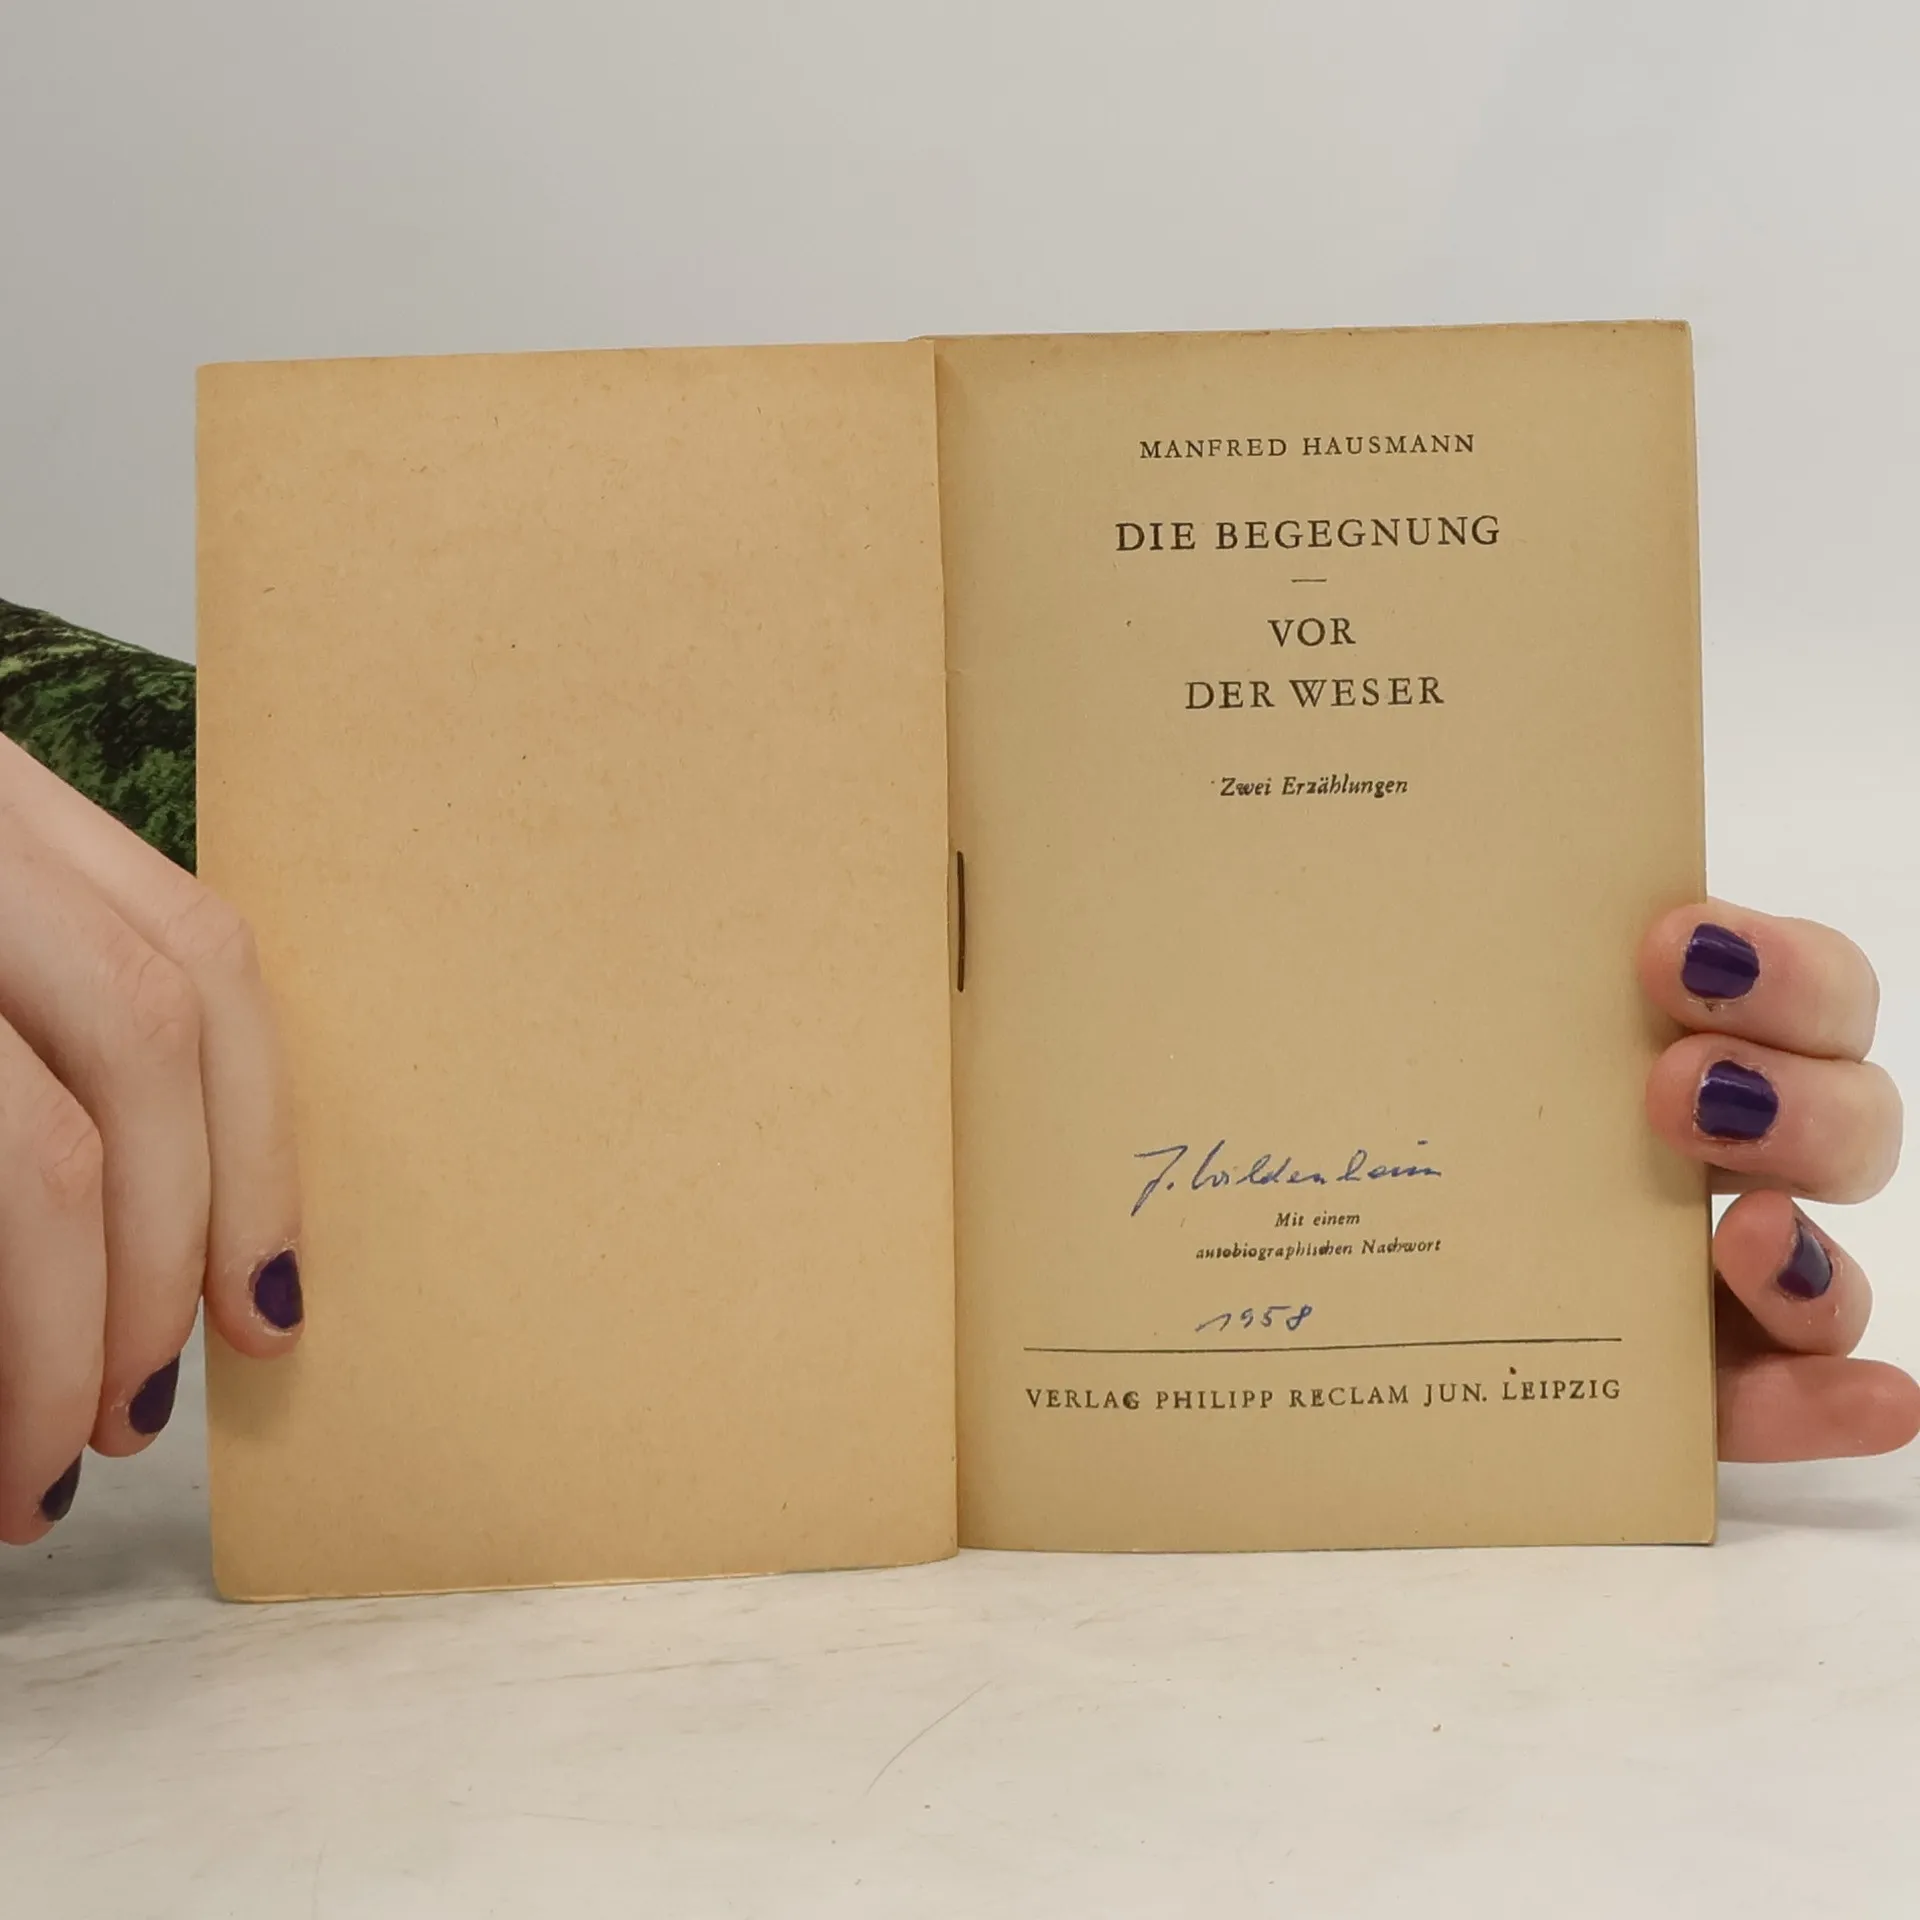 MANFRED HAUSMANN
DIE BEGEGNUNG
—
VOR
DER WESER
Zwei Erzählungen
J. Wildenhain
Mit einem
autobiographischen Nachwort
1958
VERLAG PHILIPP RECLAM JUN. LEIPZIG